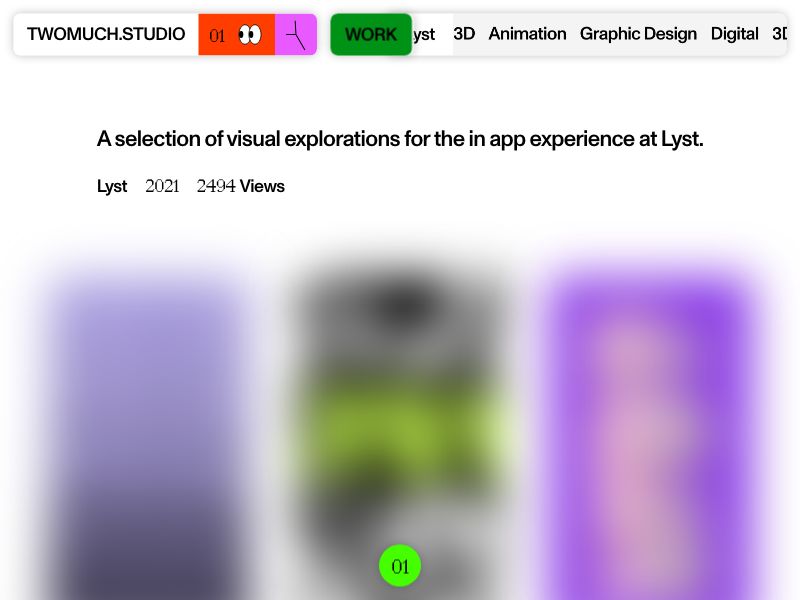 TWOMUCH.STUDIO 01 WORK yst 3D Animation Graphic Design Digital 3D
A selection of visual explorations for the in app experience at Lyst.
Lyst 2021 2494 Views
01